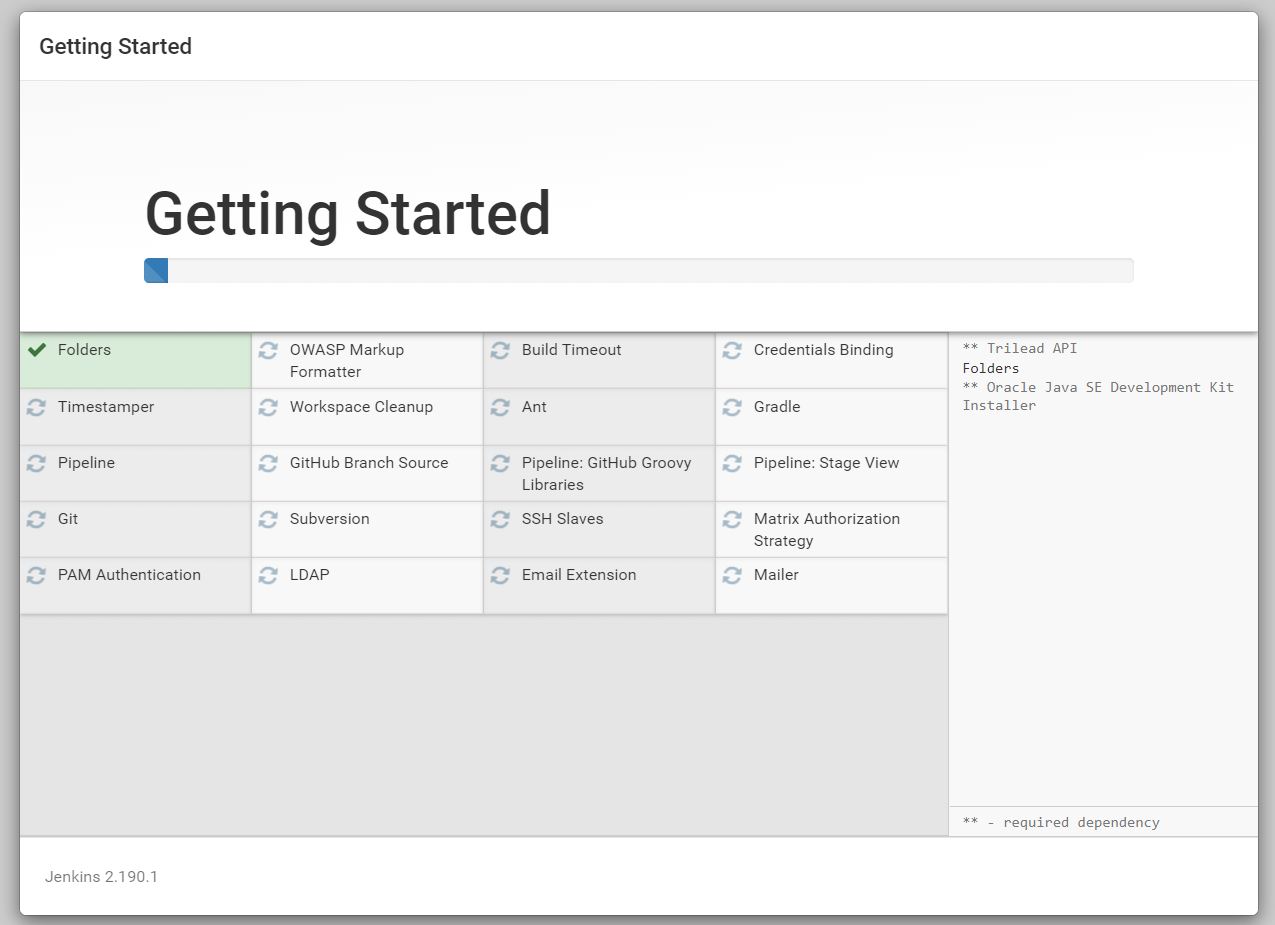 Getting Started
Getting Started
Folders
OWASP Markup
Formatter
Build Timeout
Credentials Binding
Timestamper
Workspace Cleanup
Ant
Gradle
Pipeline
GitHub Branch Source
Pipeline: GitHub Groovy
Libraries
Pipeline: Stage View
Git
Subversion
SSH Slaves
Matrix Authorization
Strategy
PAM Authentication
LDAP
Email Extension
Mailer
** Trilead API
Folders
** Oracle Java SE Development Kit
Installer
** - required dependency
Jenkins 2.190.1